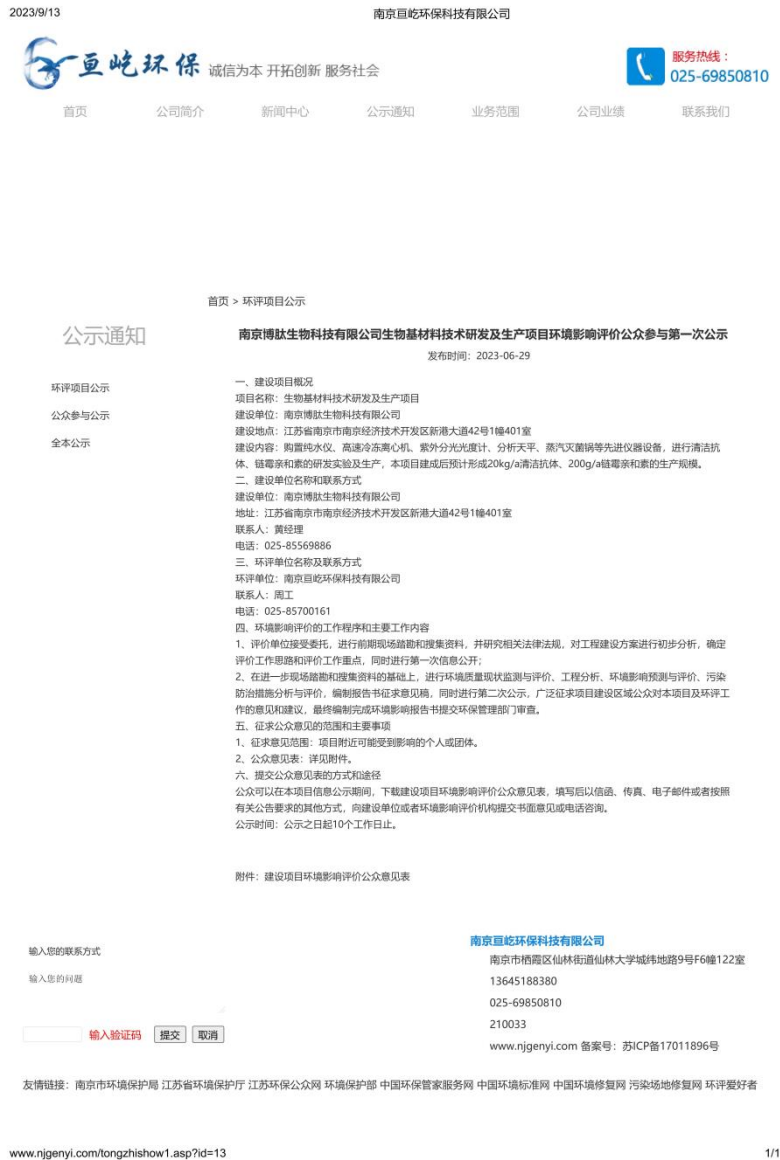 2023/9/13
南京亘屹环保科技有限公司
亘屹环保 诚信为本 开拓创新 服务社会
服务热线：
025-69850810
首页 公司简介 新闻中心 公示通知 业务范围 公司业绩 联系我们
首页 > 环评项目公示
公示通知
环评项目公示
公众参与公示
全本公示
南京博肽生物科技有限公司生物基材料技术研发及生产项目环境影响评价公众参与第一次公示
发布时间：2023-06-29
一、建设项目概况
项目名称：生物基材料技术研发及生产项目
建设单位：南京博肽生物科技有限公司
建设地点：江苏省南京市南京经济技术开发区新港大道42号1幢401室
建设内容：购置纯水仪、高速冷冻离心机、紫外分光光度计、分析天平、蒸汽灭菌锅等先进仪器设备，进行清洁抗
体、链霉亲和素的研发实验及生产，本项目建成后预计形成20kg/a清洁抗体、200g/a链霉亲和素的生产规模。
二、建设单位名称和联系方式
建设单位：南京博肽生物科技有限公司
地址：江苏省南京市南京经济技术开发区新港大道42号1幢401室
联系人：黄经理
电话：025-85569886
三、环评单位名称及联系方式
环评单位：南京亘屹环保科技有限公司
联系人：周工
电话：025-85700161
四、环境影响评价的工作程序和主要工作内容
1、评价单位接受委托，进行前期现场踏勘和搜集资料，并研究相关法律法规，对工程建设方案进行初步分析，确定
评价工作思路和评价工作重点，同时进行第一次信息公开；
2、在进一步现场踏勘和搜集资料的基础上，进行环境质量现状监测与评价、工程分析、环境影响预测与评价、污染
防治措施分析与评价，编制报告书征求意见稿，同时进行第二次公示，广泛征求项目建设区域公众对本项目及环评工
作的意见和建议，最终编制完成环境影响报告书提交环保管理部门审查。
五、征求公众意见的范围和主要事项
1、征求意见范围：项目附近可能受到影响的个人或团体。
2、公众意见表：详见附件。
六、提交公众意见表的方式和途径
公众可以在本项目信息公示期间，下载建设项目环境影响评价公众意见表，填写后以信函、传真、电子邮件或者按照
有关公告要求的其他方式，向建设单位或者环境影响评价机构提交书面意见或电话咨询。
公示时间：公示之日起10个工作日止。
附件：建设项目环境影响评价公众意见表
输入您的联系方式
输入您的问题
输入验证码 提交 取消
南京亘屹环保科技有限公司
南京市栖霞区仙林街道仙林大学城纬地路9号F6幢122室
13645188380
025-69850810
210033
www.njgenyi.com 备案号：苏ICP备17011896号
友情链接：南京市环境保护局 江苏省环境保护厅 江苏环保公众网 环境保护部 中国环保管家服务网 中国环境标准网 中国环境修复网 污染场地修复网 环评爱好者
www.njgenyi.com/tongzhishow1.asp?id=13
1/1